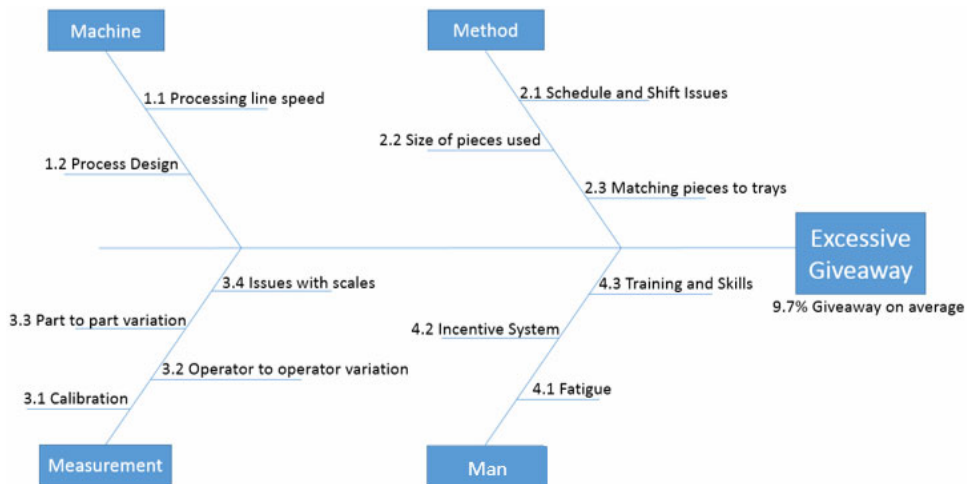 Machine
Method
1.1 Processing line speed
2.1 Schedule and Shift Issues
2.2 Size of pieces used
1.2 Process Design
2.3 Matching pieces to trays
Excessive
Giveaway
9.7% Giveaway on average
3.4 Issues with scales
4.3 Training and Skills
3.3 Part to part variation
4.2 Incentive System
3.2 Operator to operator variation
4.1 Fatigue
3.1 Calibration
Measurement
Man